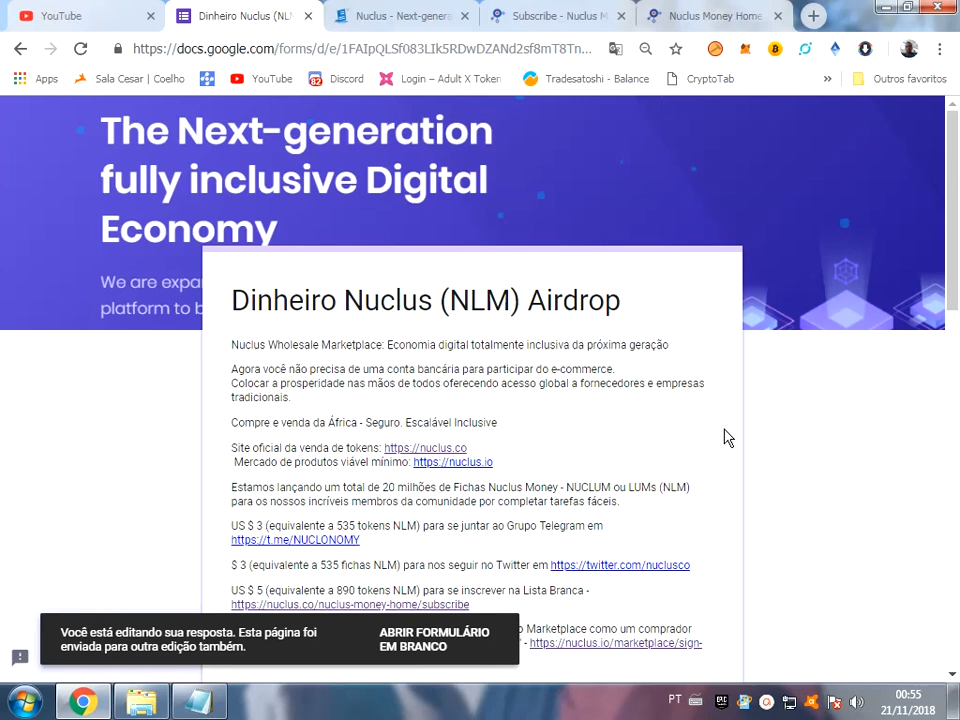 YouTube
Dinheiro Nuclus (NLM
Nuclus - Next-genera
Subscribe - Nuclus M
Nuclus Money Home
https://docs.google.com/forms/d/e/1FAIpQLSf083LIk5RDwDZANd2sf8mT8Tn...
Apps
Sala Cesar | Coelho
YouTube
82
Discord
Login – Adult X Token
Tradesatoshi - Balance
CryptoTab
»
Outros favoritos
The Next-generation
fully inclusive Digital
Economy
We are expa
platform to b
Dinheiro Nuclus (NLM) Airdrop
Nuclus Wholesale Marketplace: Economia digital totalmente inclusiva da próxima geração
Agora você não precisa de uma conta bancária para participar do e-commerce.
Colocar a prosperidade nas mãos de todos oferecendo acesso global a fornecedores e empresas
tradicionais.
Compre e venda da África - Seguro. Escalável Inclusive
Site oficial da venda de tokens: https://nuclus.co
Mercado de produtos viável mínimo: https://nuclus.io
Estamos lançando um total de 20 milhões de Fichas Nuclus Money - NUCLUM ou LUMs (NLM)
para os nossos incríveis membros da comunidade por completar tarefas fáceis.
US $ 3 (equivalente a 535 tokens NLM) para se juntar ao Grupo Telegram em
https://t.me/NUCLONOMY
$ 3 (equivalente a 535 fichas NLM) para nos seguir no Twitter em https://twitter.com/nuclusco
US $ 5 (equivalente a 890 tokens NLM) para se inscrever na Lista Branca -
https://nuclus.co/nuclus-money-home/subscribe
o Marketplace como um comprador
" - https://nuclus.io/marketplace/sign-
Você está editando sua resposta. Esta página foi
enviada para outra edição também.
ABRIR FORMULÁRIO
EM BRANCO
PT
00:55
21/11/2018